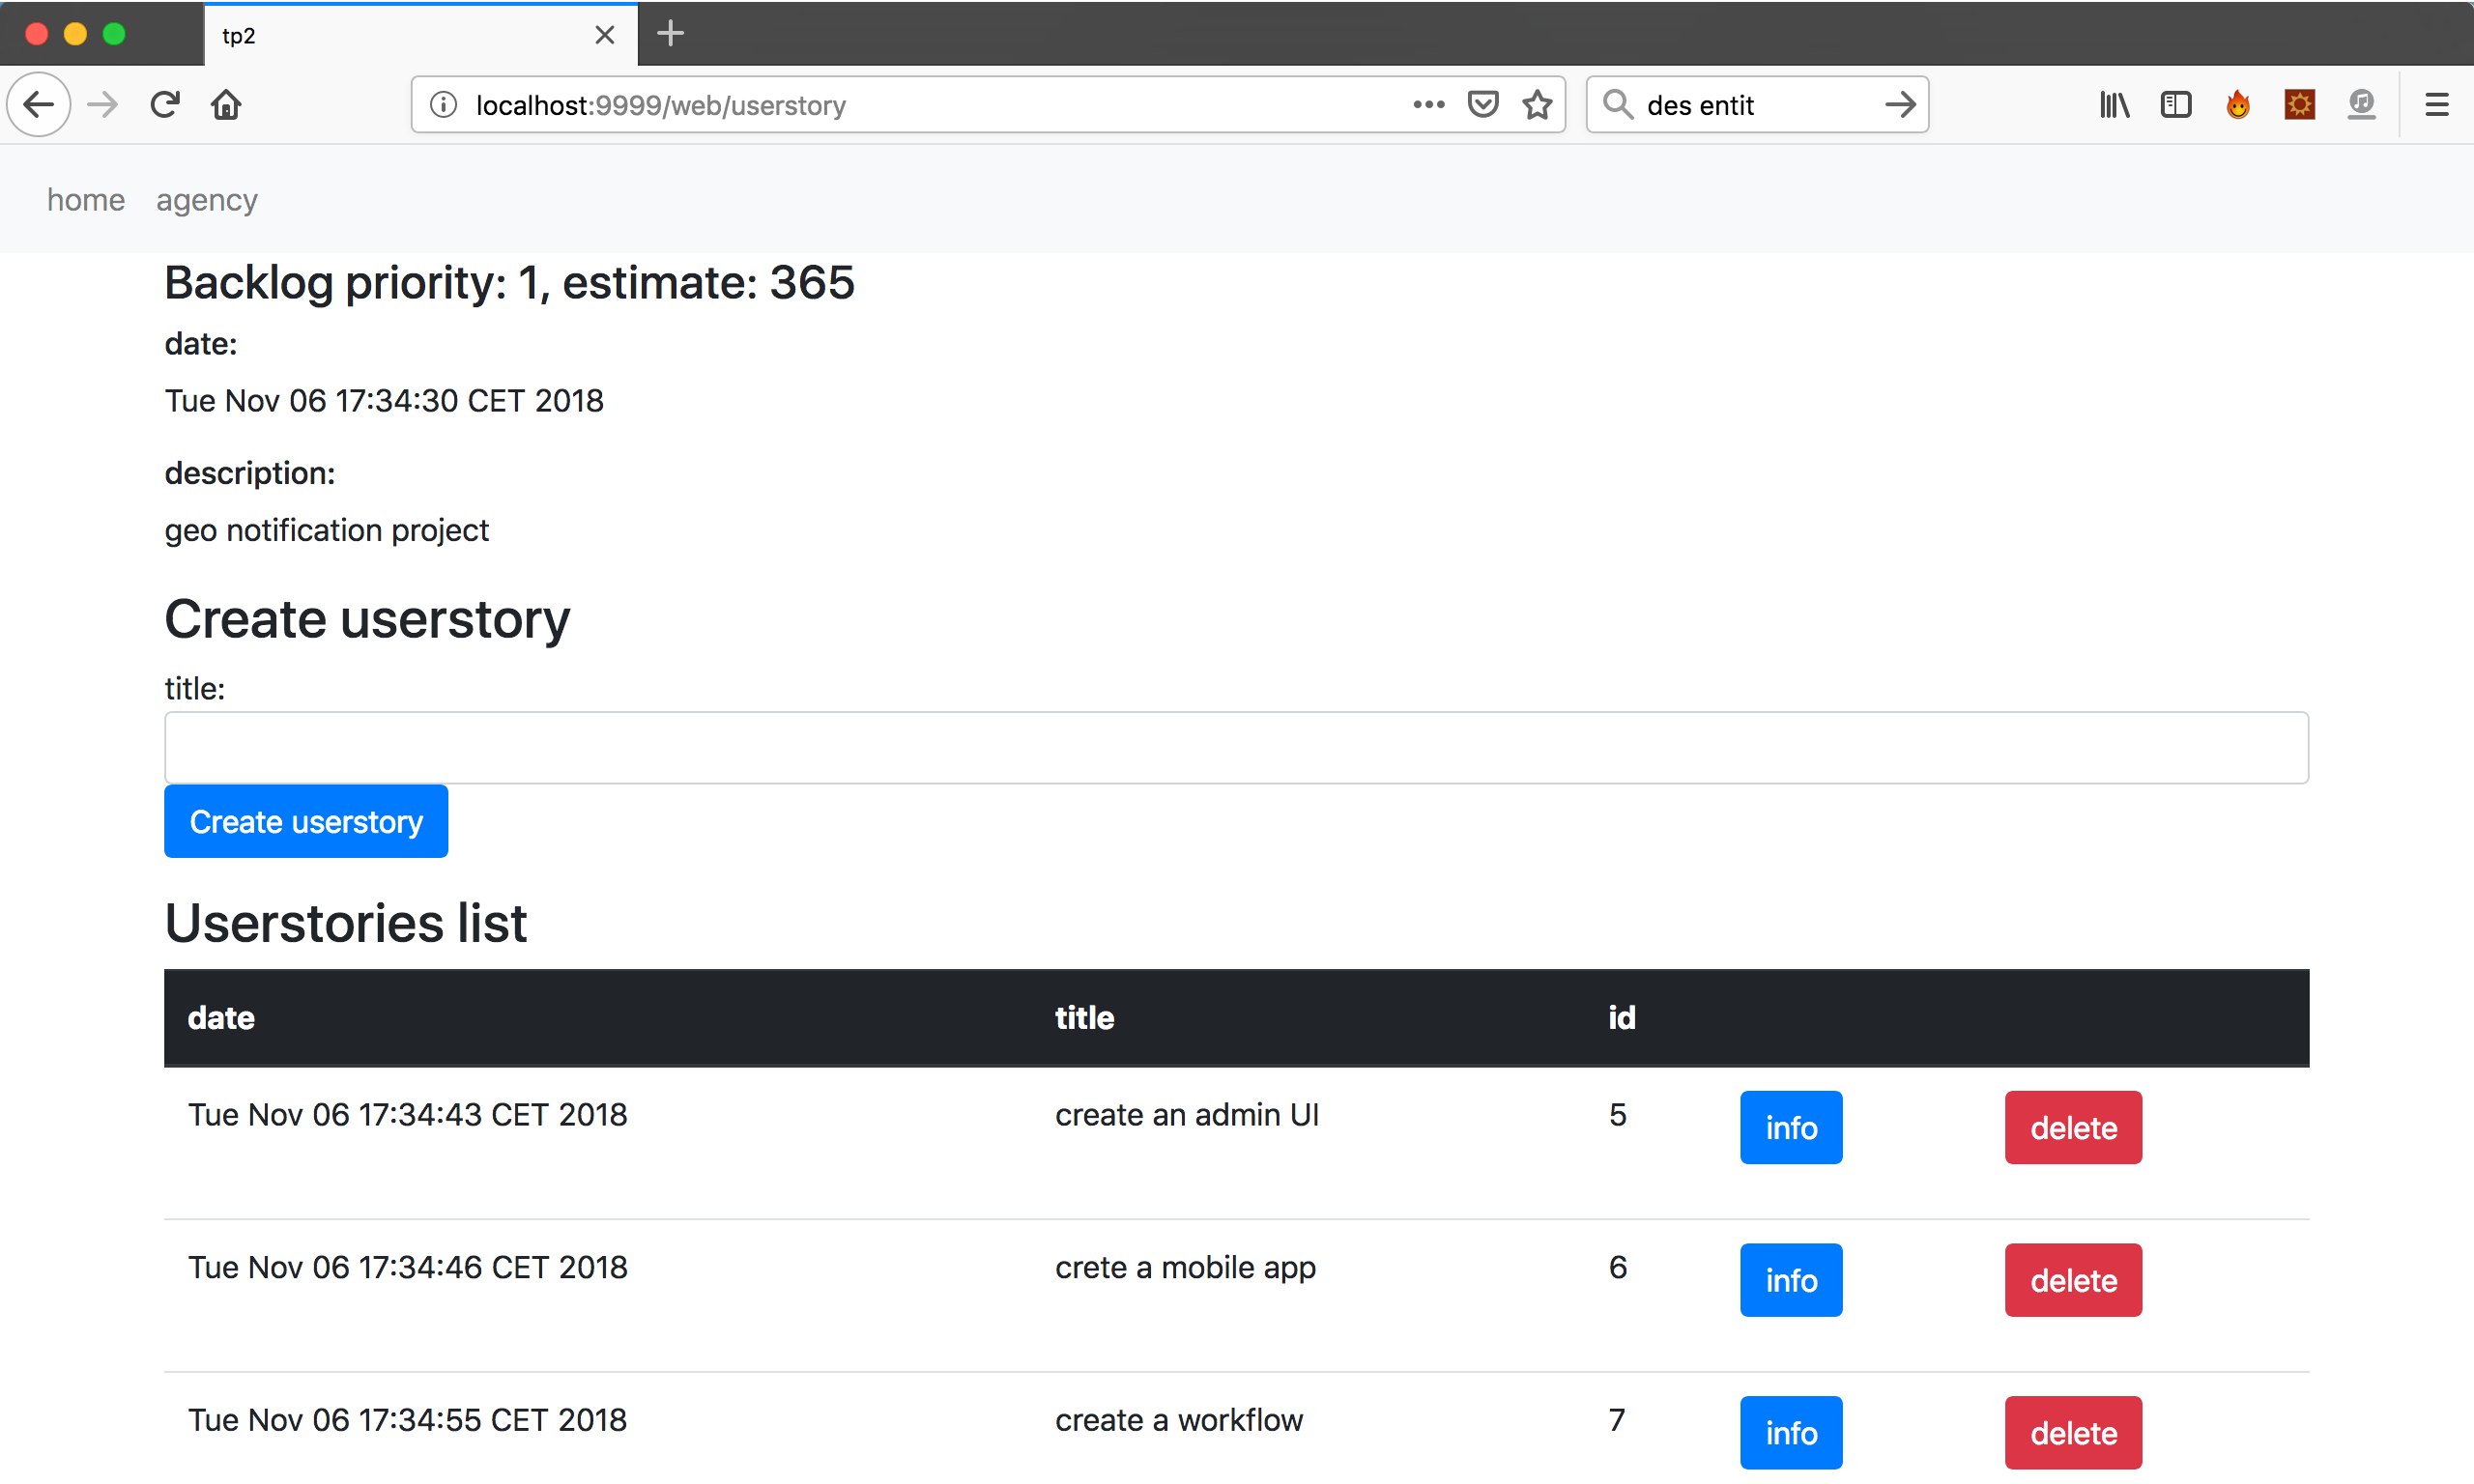 tp2
localhost:9999/web/userstory
des entit
home agency
Backlog priority: 1, estimate: 365
date:
Tue Nov 06 17:34:30 CET 2018
description:
geo notification project
Create userstory
title:
Create userstory
Userstories list
date title id
Tue Nov 06 17:34:43 CET 2018 create an admin UI 5 info delete
Tue Nov 06 17:34:46 CET 2018 crete a mobile app 6 info delete
Tue Nov 06 17:34:55 CET 2018 create a workflow 7 info delete